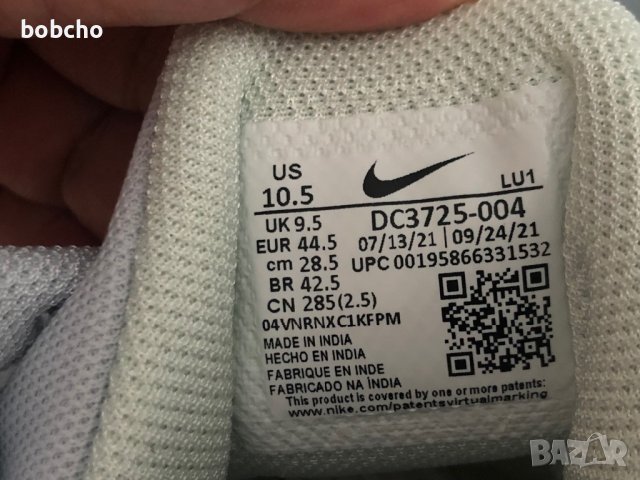 bobcho
US
10.5
LU1
UK 9.5
DC3725-004
EUR 44.5
07/13/21 | 09/24/21
cm 28.5
UPC 00195866331532
BR 42.5
CN 285(2.5)
04VNRNXC1KFPM
MADE IN INDIA
HECHO EN INDIA
FABRIQUE EN INDE
FABRICADO NA ÍNDIA
This product is covered by one or more patents:
www.nike.com/patentsvirtualmarking
BAZAR